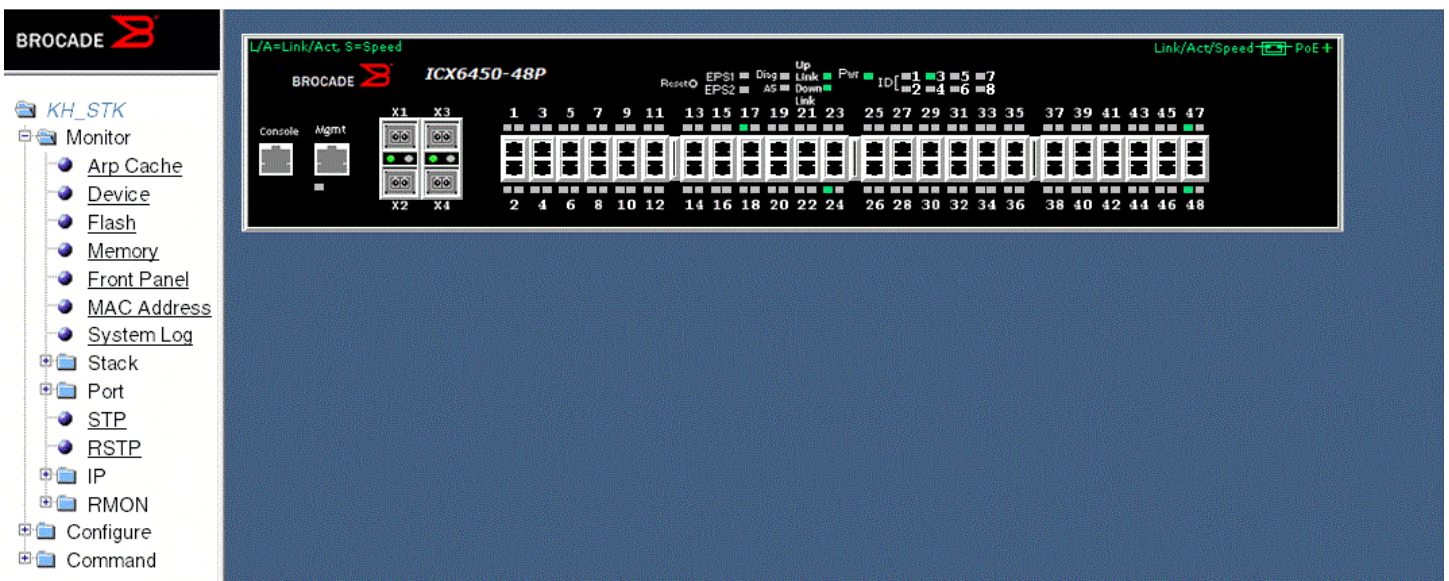 BROCADE
KH_STK
Monitor
Arp Cache
Device
Flash
Memory
Front Panel
MAC Address
System Log
Stack
Port
STP
RSTP
IP
RMON
Configure
Command
L/A=Link/Act, S=Speed
Link/Act/Speed PoE+
BROCADE ICX6450-48P
Reset EPS1 Diag Up Link Pwr ID[ 1 3 5 7
EPS2 AS Down Link 2 4 6 8
X1 X3 1 3 5 7 9 11 13 15 17 19 21 23 25 27 29 31 33 35 37 39 41 43 45 47
Console Mgmt
X2 X4 2 4 6 8 10 12 14 16 18 20 22 24 26 28 30 32 34 36 38 40 42 44 46 48